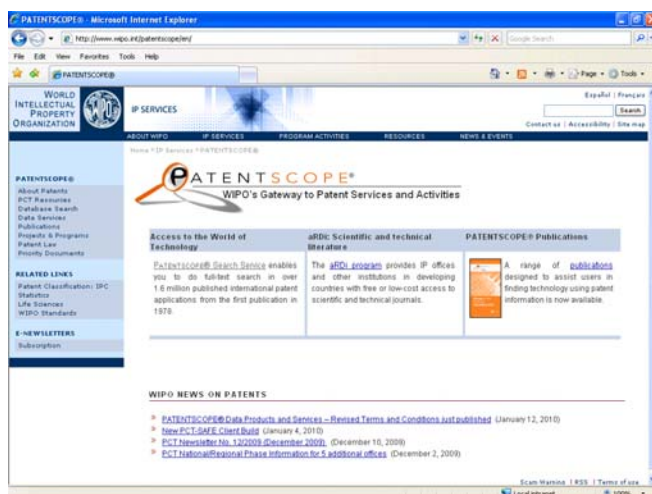 PATENTSCOPE® - Microsoft Internet Explorer
http://www.wipo.int/patentscope/en/
Google Search
File Edit View Favorites Tools Help
PATENTSCOPE®
Page Tools
WORLD
INTELLECTUAL
PROPERTY
ORGANIZATION
WIPO
IP SERVICES
Español | Français
Search
Contact us | Accessibility | Site map
ABOUT WIPO IP SERVICES PROGRAM ACTIVITIES RESOURCES NEWS & EVENTS
Home > IP Services > PATENTSCOPE®
PATENTSCOPE®
About Patents
PCT Resources
Database Search
Data Services
Publications
Projects & Programs
Patent Law
Priority Documents
RELATED LINKS
Patent Classification: IPC
Statistics
Life Sciences
WIPO Standards
E-NEWSLETTERS
Subscription
PATENTSCOPE®
WIPO's Gateway to Patent Services and Activities
Access to the World of
Technology
PATENTSCOPE® Search Service enables
you to do full-text search in over
1.6 million published international patent
applications from the first publication in
1978.
aRDi: Scientific and technical
literature
The aRDi program provides IP offices
and other institutions in developing
countries with free or low-cost access to
scientific and technical journals.
PATENTSCOPE® Publications
A range of publications
designed to assist users in
finding technology using patent
information is now available.
WIPO NEWS ON PATENTS
» PATENTSCOPE® Data Products and Services – Revised Terms and Conditions just published (January 12, 2010)
» New PCT-SAFE Client Build (January 4, 2010)
» PCT Newsletter No. 12/2009 (December 2009) (December 10, 2009)
» PCT National/Regional Phase Information for 5 additional offices (December 2, 2009)
Scam Warning | RSS | Terms of use
Local intranet 100%